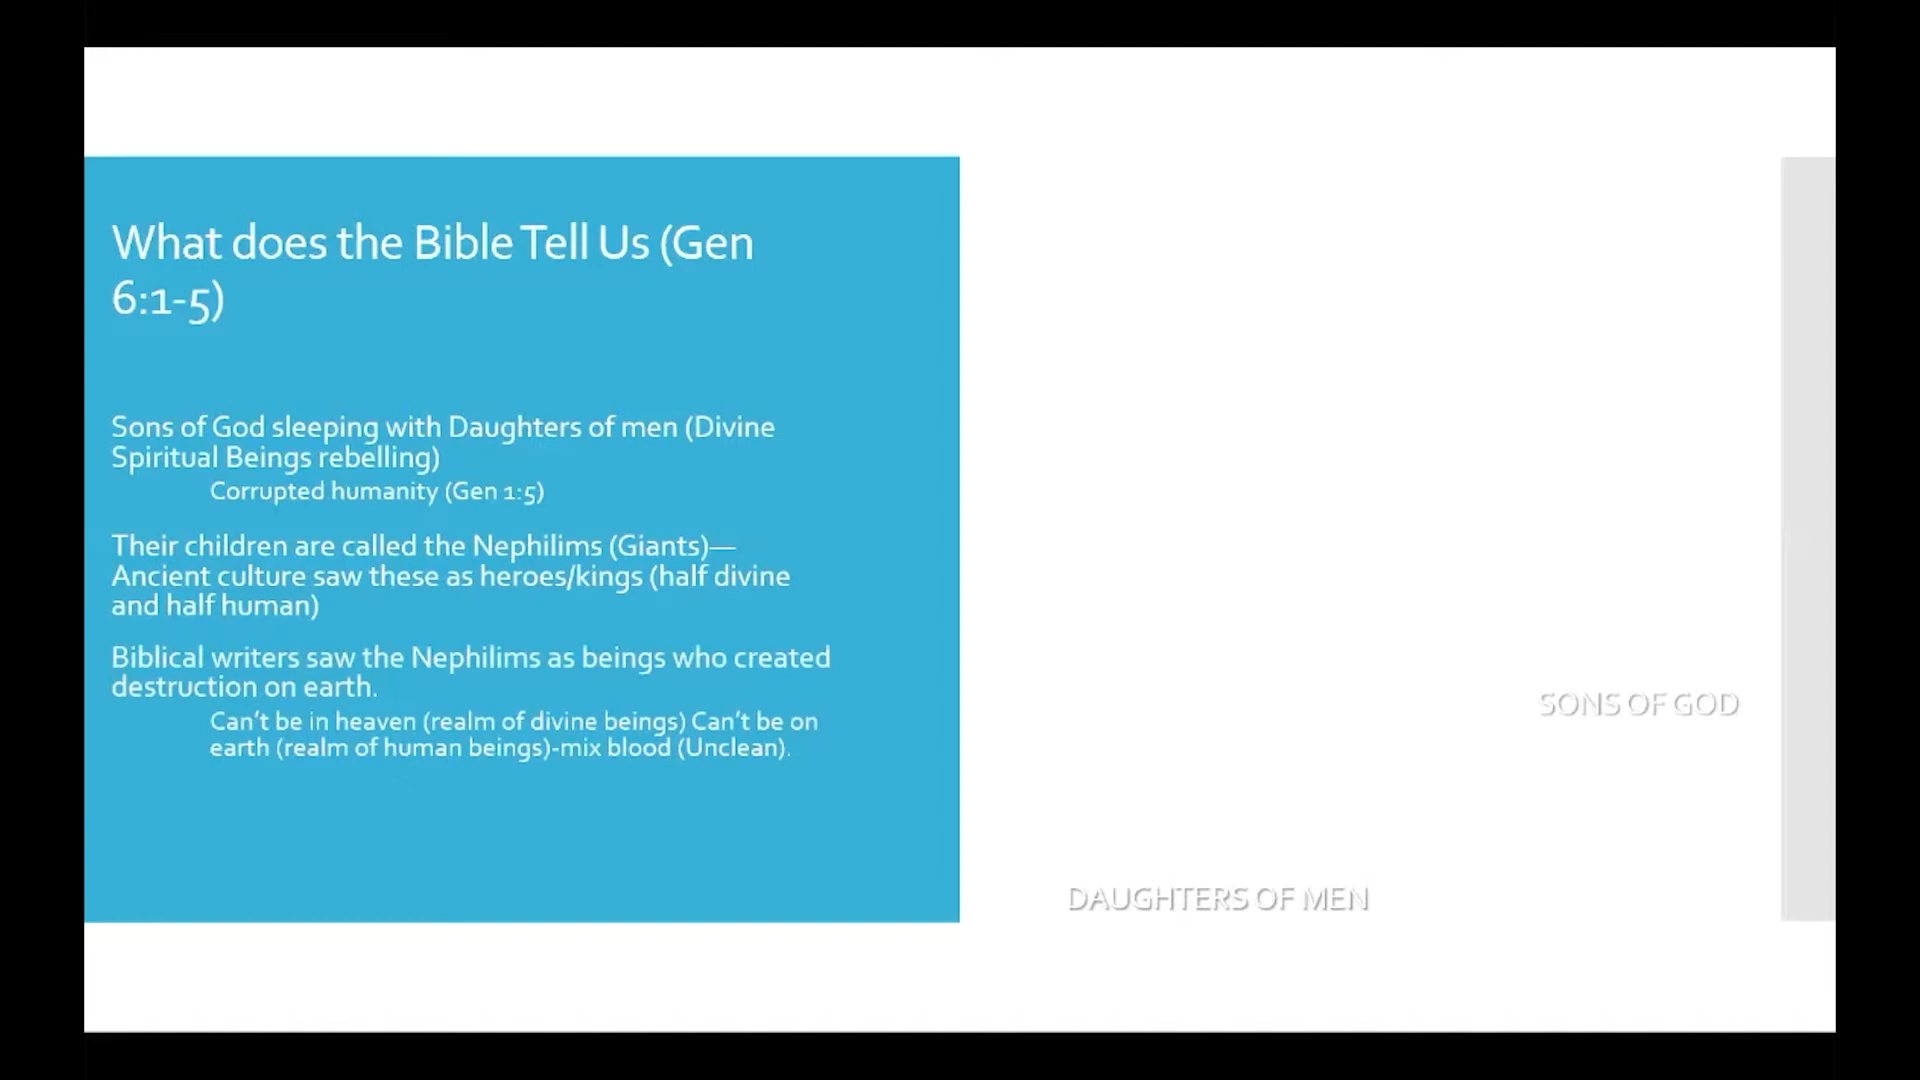 What does the Bible Tell Us (Gen
6:1-5)
Sons of God sleeping with Daughters of men (Divine
Spiritual Beings rebelling)
Corrupted humanity (Gen 1:5)
Their children are called the Nephilims (Giants)—
Ancient culture saw these as heroes/kings (half divine
and half human)
Biblical writers saw the Nephilims as beings who created
destruction on earth.
Can’t be in heaven (realm of divine beings) Can’t be on
earth (realm of human beings)-mix blood (Unclean).
SONS OF GOD
DAUGHTERS OF MEN